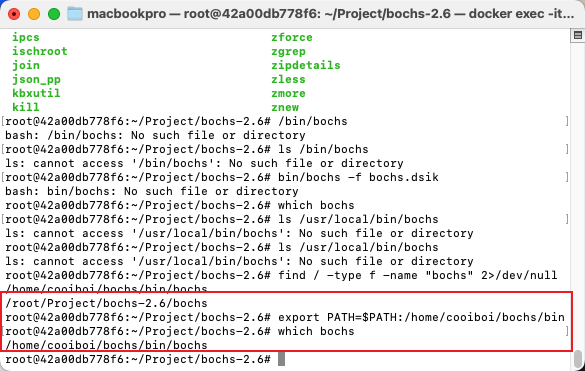 macbookpro — root@42a00db778f6: ~/Project/bochs-2.6 — docker exec -it...
ipcs zforce
ischroot zgrep
join zipdetails
json_pp zless
kbxutil zmore
kill znew
[root@42a00db778f6:~/Project/bochs-2.6# /bin/bochs ]
bash: /bin/bochs: No such file or directory
[root@42a00db778f6:~/Project/bochs-2.6# ls /bin/bochs ]
ls: cannot access '/bin/bochs': No such file or directory
[root@42a00db778f6:~/Project/bochs-2.6# bin/bochs -f bochs.dsik ]
bash: bin/bochs: No such file or directory
[root@42a00db778f6:~/Project/bochs-2.6# which bochs ]
[root@42a00db778f6:~/Project/bochs-2.6# ls /usr/local/bin/bochs ]
ls: cannot access '/usr/local/bin/bochs': No such file or directory
[root@42a00db778f6:~/Project/bochs-2.6# ls /usr/local/bin/bochs ]
ls: cannot access '/usr/local/bin/bochs': No such file or directory
[root@42a00db778f6:~/Project/bochs-2.6# find / -type f -name "bochs" 2>/dev/null ]
/home/cooiboi/bochs/bin/bochs
/root/Project/bochs-2.6/bochs
[root@42a00db778f6:~/Project/bochs-2.6# export PATH=$PATH:/home/cooiboi/bochs/bin ]
[root@42a00db778f6:~/Project/bochs-2.6# which bochs ]
/home/cooiboi/bochs/bin/bochs
root@42a00db778f6:~/Project/bochs-2.6#